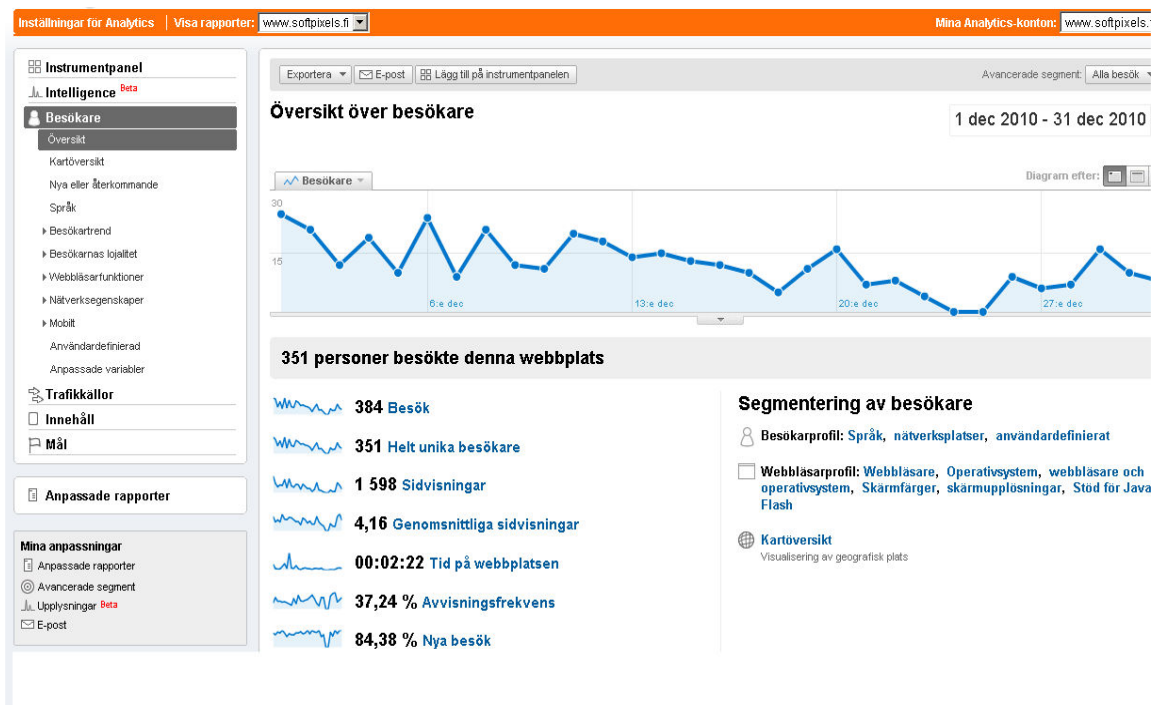 Inställningar för Analytics | Visa rapporter: www.softpixels.fi
Mina Analytics-konton: www.softpixels.
Instrumentpanel
Intelligence Beta
Besökare
Översikt
Kartöversikt
Nya eller återkommande
Språk
Besökartrend
Besökarnas lojalitet
Webbläsarfunktioner
Nätverksegenskaper
Mobilt
Användardefinierad
Anpassade variabler
Trafikkällor
Innehåll
Mål
Anpassade rapporter
Mina anpassningar
Anpassade rapporter
Avancerade segment
Upplysningar Beta
E-post
Exportera E-post Lägg till på instrumentpanelen
Avancerade segment: Alla besök
Översikt över besökare
1 dec 2010 - 31 dec 2010
Besökare
Diagram efter:
30
15
6:e dec 13:e dec 20:e dec 27:e dec
351 personer besökte denna webbplats
384 Besök
351 Helt unika besökare
1 598 Sidvisningar
4,16 Genomsnittliga sidvisningar
00:02:22 Tid på webbplatsen
37,24 % Avvisningsfrekvens
84,38 % Nya besök
Segmentering av besökare
Besökarprofil: Språk, nätverksplatser, användardefinierat
Webbläsarprofil: Webbläsare, Operativsystem, webbläsare och
operativsystem, Skärmfärger, skärmupplösningar, Stöd för Java
Flash
Kartöversikt
Visualisering av geografisk plats